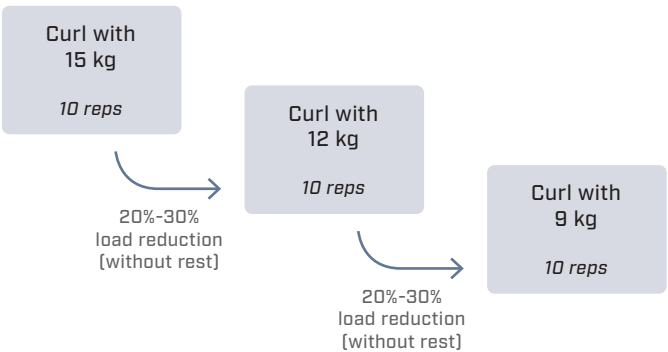 Curl with
15 kg
10 reps
20%-30%
load reduction
(without rest)
Curl with
12 kg
10 reps
20%-30%
load reduction
(without rest)
Curl with
9 kg
10 reps